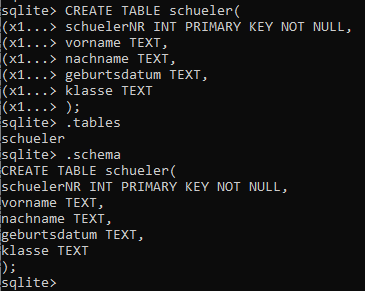 sqlite> CREATE TABLE schueler(
(x1...> schuelerNR INT PRIMARY KEY NOT NULL,
(x1...> vorname TEXT,
(x1...> nachname TEXT,
(x1...> geburtsdatum TEXT,
(x1...> klasse TEXT
(x1...> );
sqlite> .tables
schueler
sqlite> .schema
CREATE TABLE schueler(
schuelerNR INT PRIMARY KEY NOT NULL,
vorname TEXT,
nachname TEXT,
geburtsdatum TEXT,
klasse TEXT
);
sqlite>